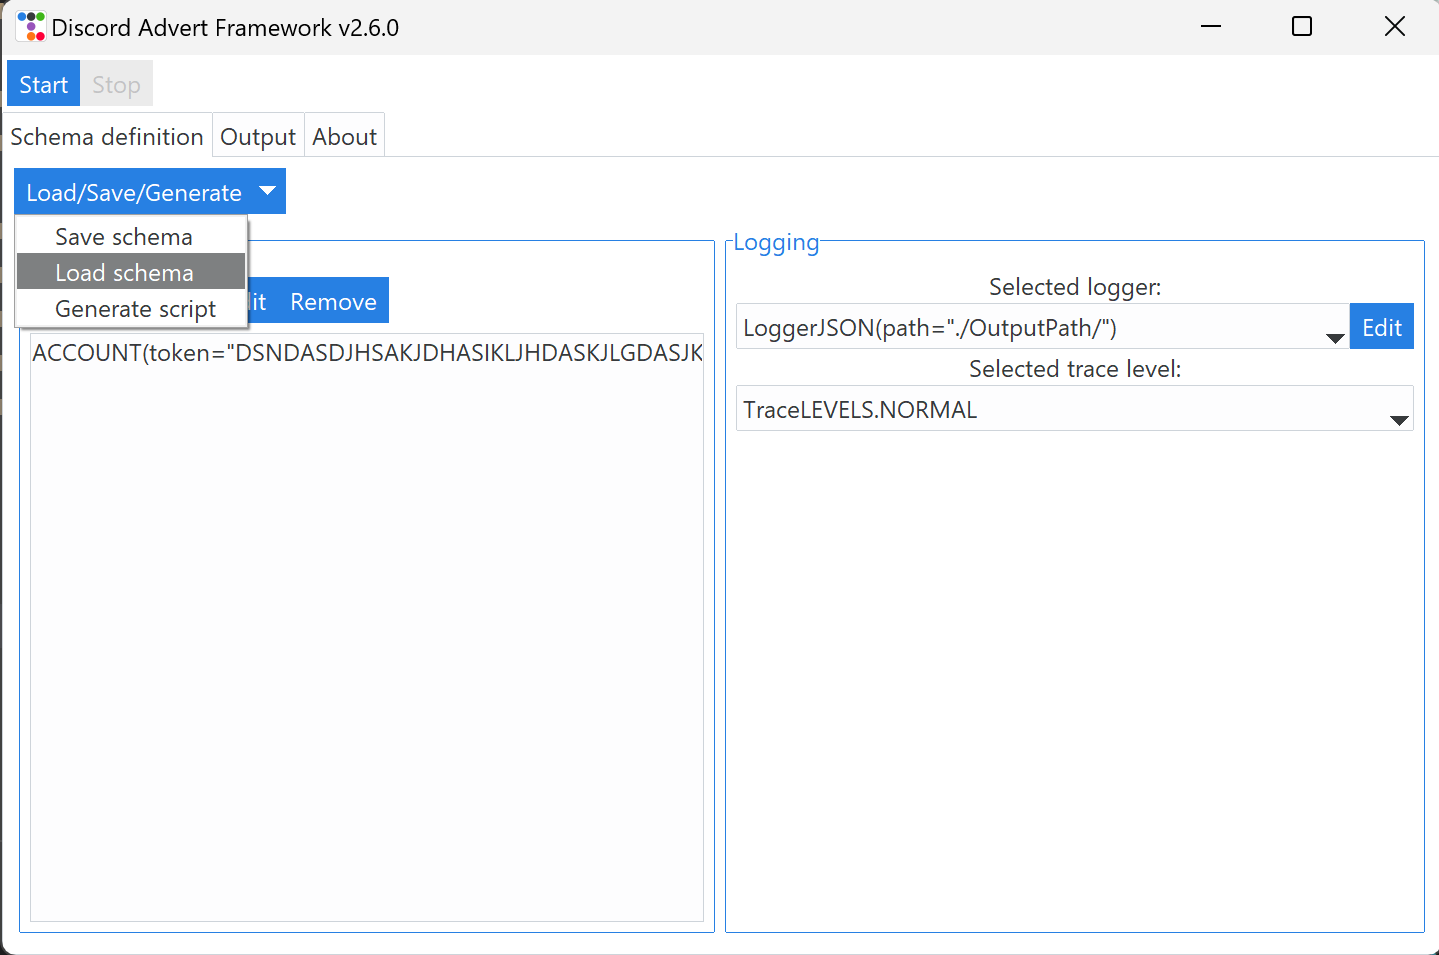 Discord Advert Framework v2.6.0
Start Stop
Schema definition Output About
Load/Save/Generate
Save schema
Load schema
Generate script
it Remove
ACCOUNT(token="DSNDASDJHSAKJDHASIKLJHDASKJLGDASJK
Logging
Selected logger:
LoggerJSON(path="./OutputPath/") Edit
Selected trace level:
TraceLEVELS.NORMAL